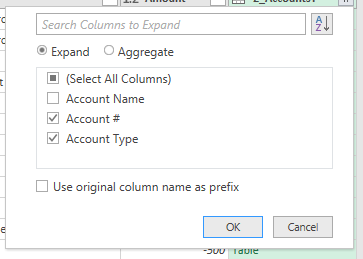 Search Columns to Expand
Expand Aggregate
(Select All Columns)
Account Name
Account #
Account Type
Use original column name as prefix
OK Cancel
-500 Table